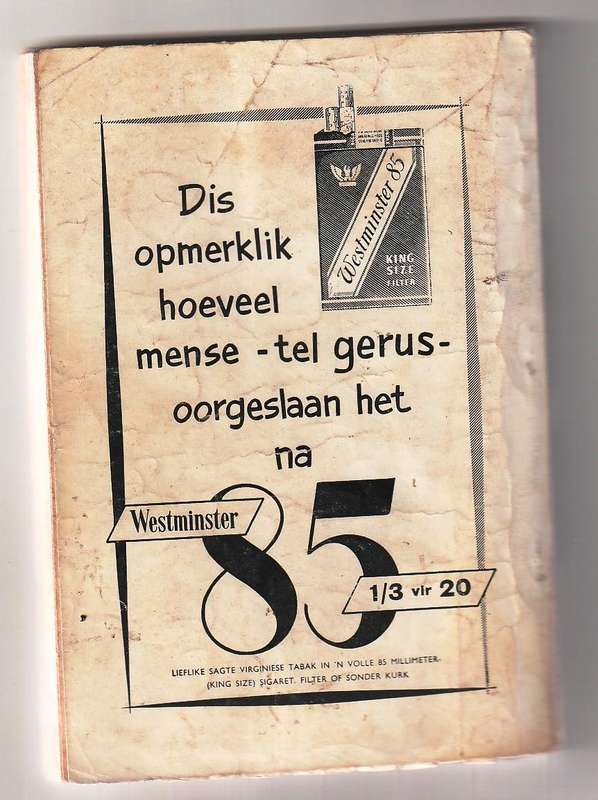 Westminster 85
KING
SIZE
FILTER
Dis
opmerklik
hoeveel
mense - tel gerus -
oorgeslaan het
na
Westminster
85
1/3 vir 20
LIEFLIKE SAGTE VIRGINIESE TABAK IN 'N VOLLE 85 MILLIMETER-
(KING SIZE) SIGARET. FILTER OF SONDER KURK